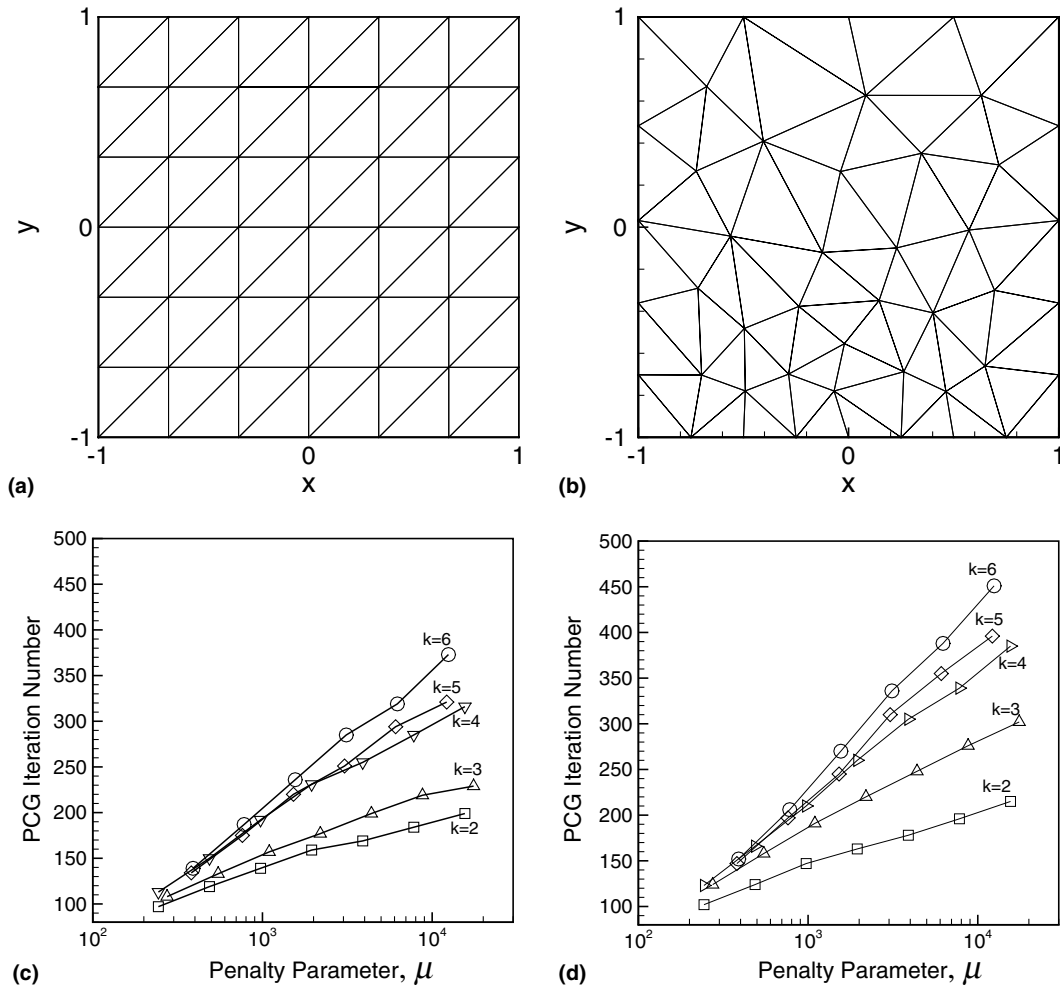 1
y
0
-1
-1
0
1
x
(a)
1
y
0
-1
-1
0
1
x
(b)
500
450
400
350
300
250
200
150
100
PCG Iteration Number
k=6
k=5
k=4
k=3
k=2
10²
10³
10⁴
Penalty Parameter, μ
(c)
500
450
400
350
300
250
200
150
100
PCG Iteration Number
k=6
k=5
k=4
k=3
k=2
10²
10³
10⁴
Penalty Parameter, μ
(d)